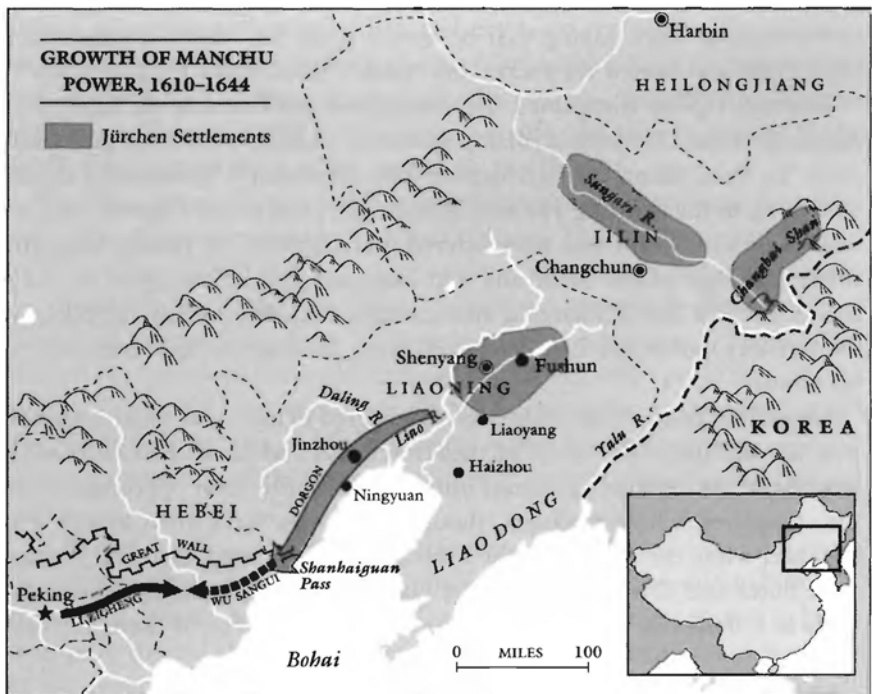 GROWTH OF MANCHU
POWER, 1610–1644
Jürchen Settlements
Harbin
HEILONGJIANG
Sungari R.
JILIN
Changchun
Changbai Shan
Shenyang
Fushun
LIAONING
Daling R.
Liao R.
Liaoyang
Yalu R.
KOREA
Jinzhou
Haizhou
DORGON
Ningyuan
HEBEI
LIAODONG
GREAT WALL
Shanhaiguan
Pass
Peking
LI ZICHENG
WU SANGUI
Bohai
0 MILES 100